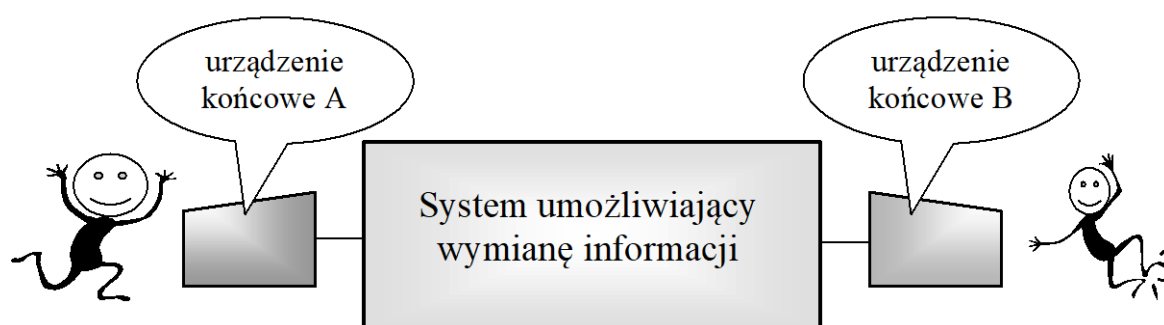 urządzenie
końcowe A
urządzenie
końcowe B
System umożliwiający
wymianę informacji